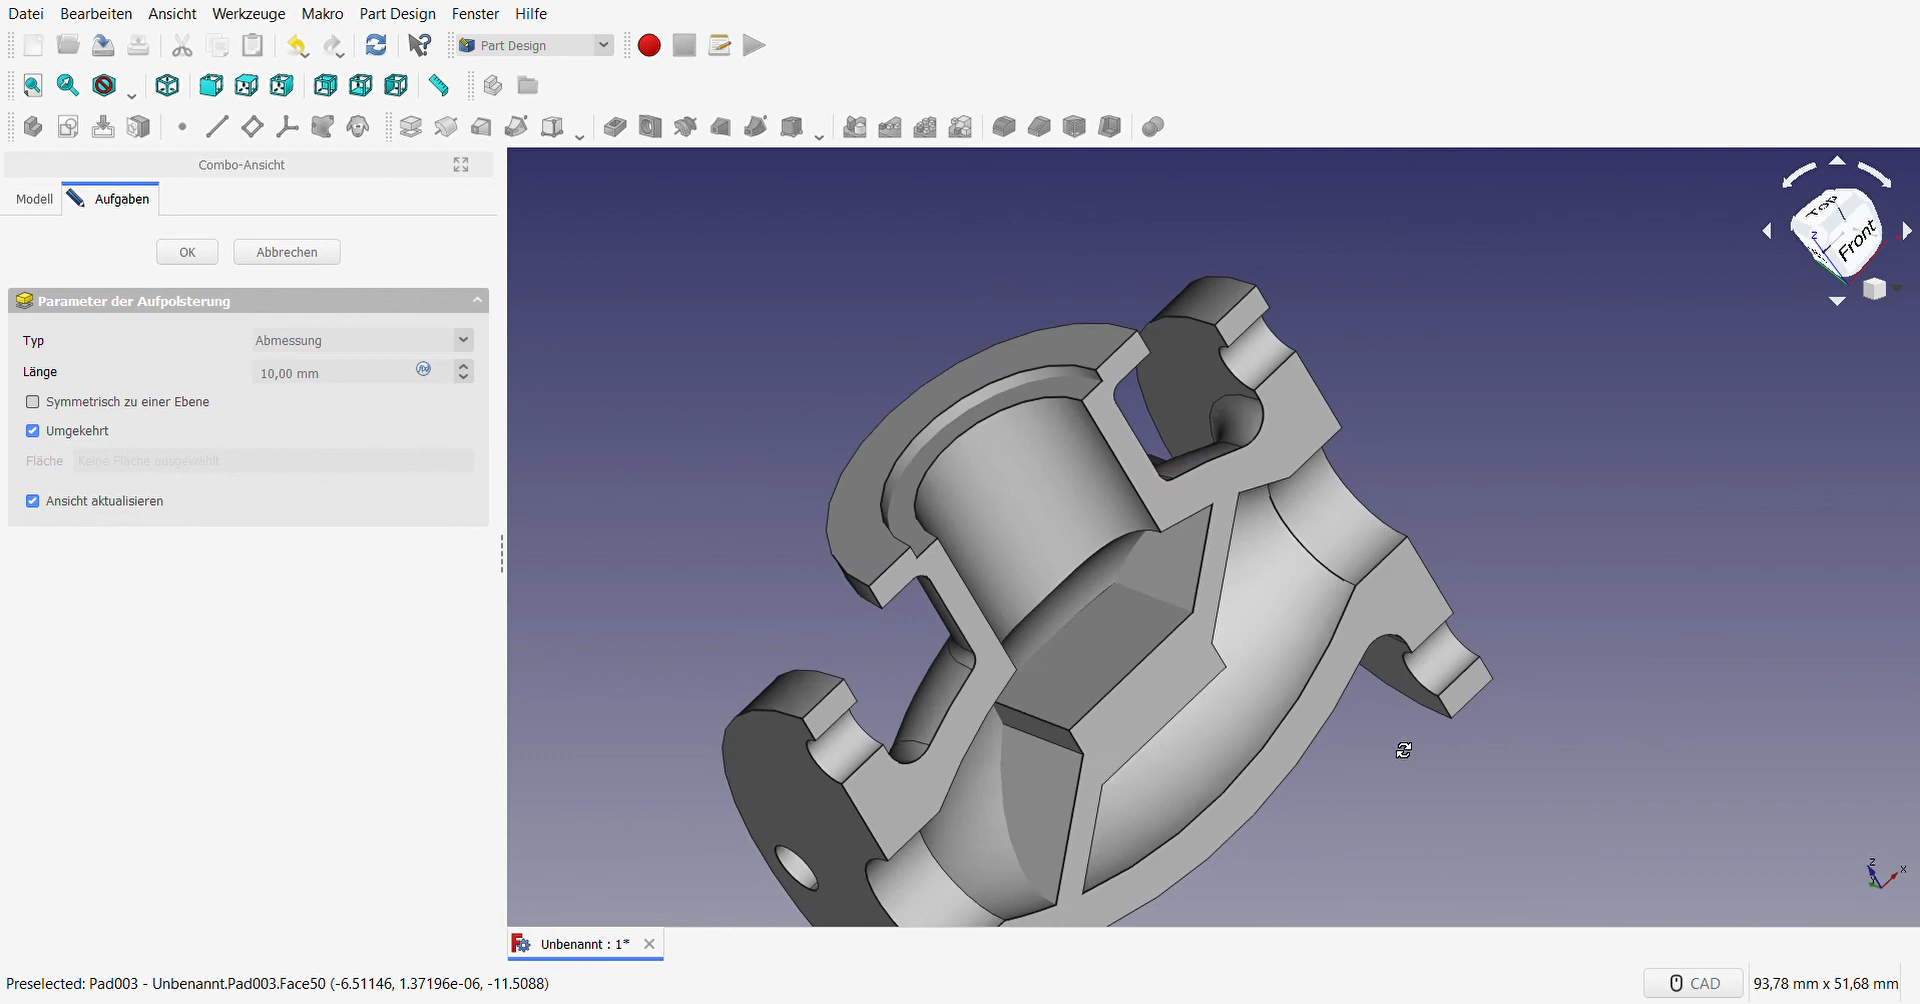 Datei Bearbeiten Ansicht Werkzeuge Makro Part Design Fenster Hilfe
Part Design
Combo-Ansicht
Modell Aufgaben
OK Abbrechen
Parameter der Aufpolsterung
Typ Abmessung
Länge 10,00 mm
Symmetrisch zu einer Ebene
Umgekehrt
Fläche Keine Fläche ausgewählt
Ansicht aktualisieren
Top
Front
Z
Z
X
Unbenannt : 1*
Preselected: Pad003 - Unbenannt.Pad003.Face50 (-6.51146, 1.37196e-06, -11.5088)
CAD 93,78 mm x 51,68 mm